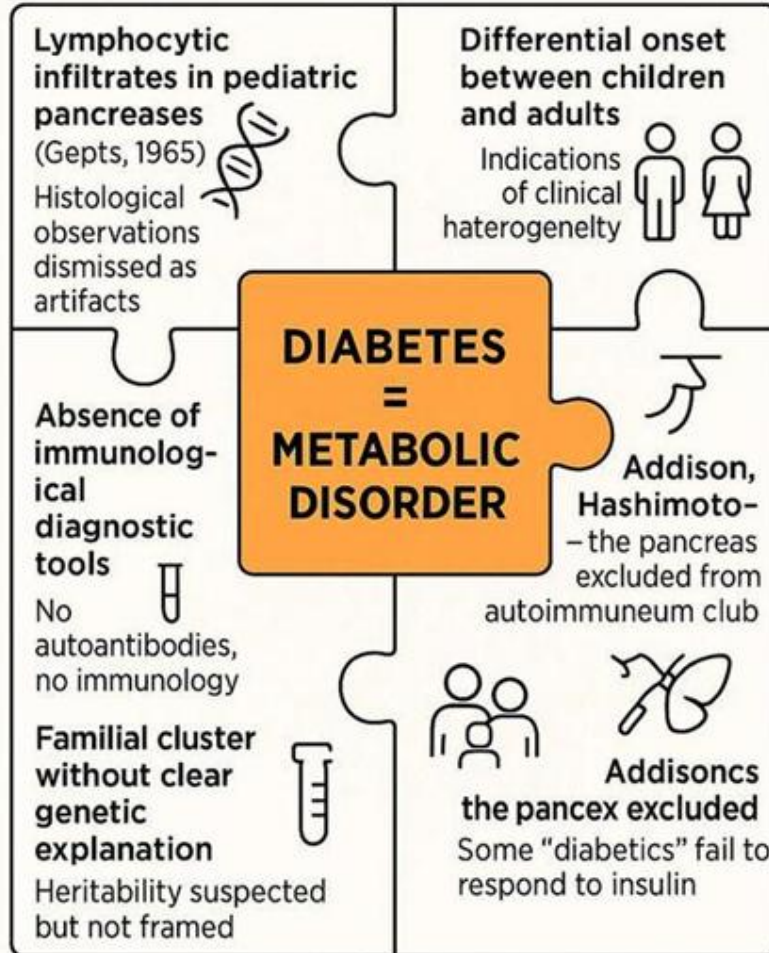 Lymphocytic
infiltrates in pediatric
pancreases
(Gepts, 1965)
Histological
observations
dismissed as
artifacts
Differential onset
between children
and adults
Indications
of clinical
haterogenelty
DIABETES
=
METABOLIC
DISORDER
Absence of
immunolog-
ical
diagnostic
tools
No
autoantibodies,
no immunology
Addison,
Hashimoto–
– the pancreas
excluded from
autoimmuneum club
Familial cluster
without clear
genetic
explanation
Heritability suspected
but not framed
Addisoncs
the pancex excluded
Some “diabetics” fail to
respond to insulin